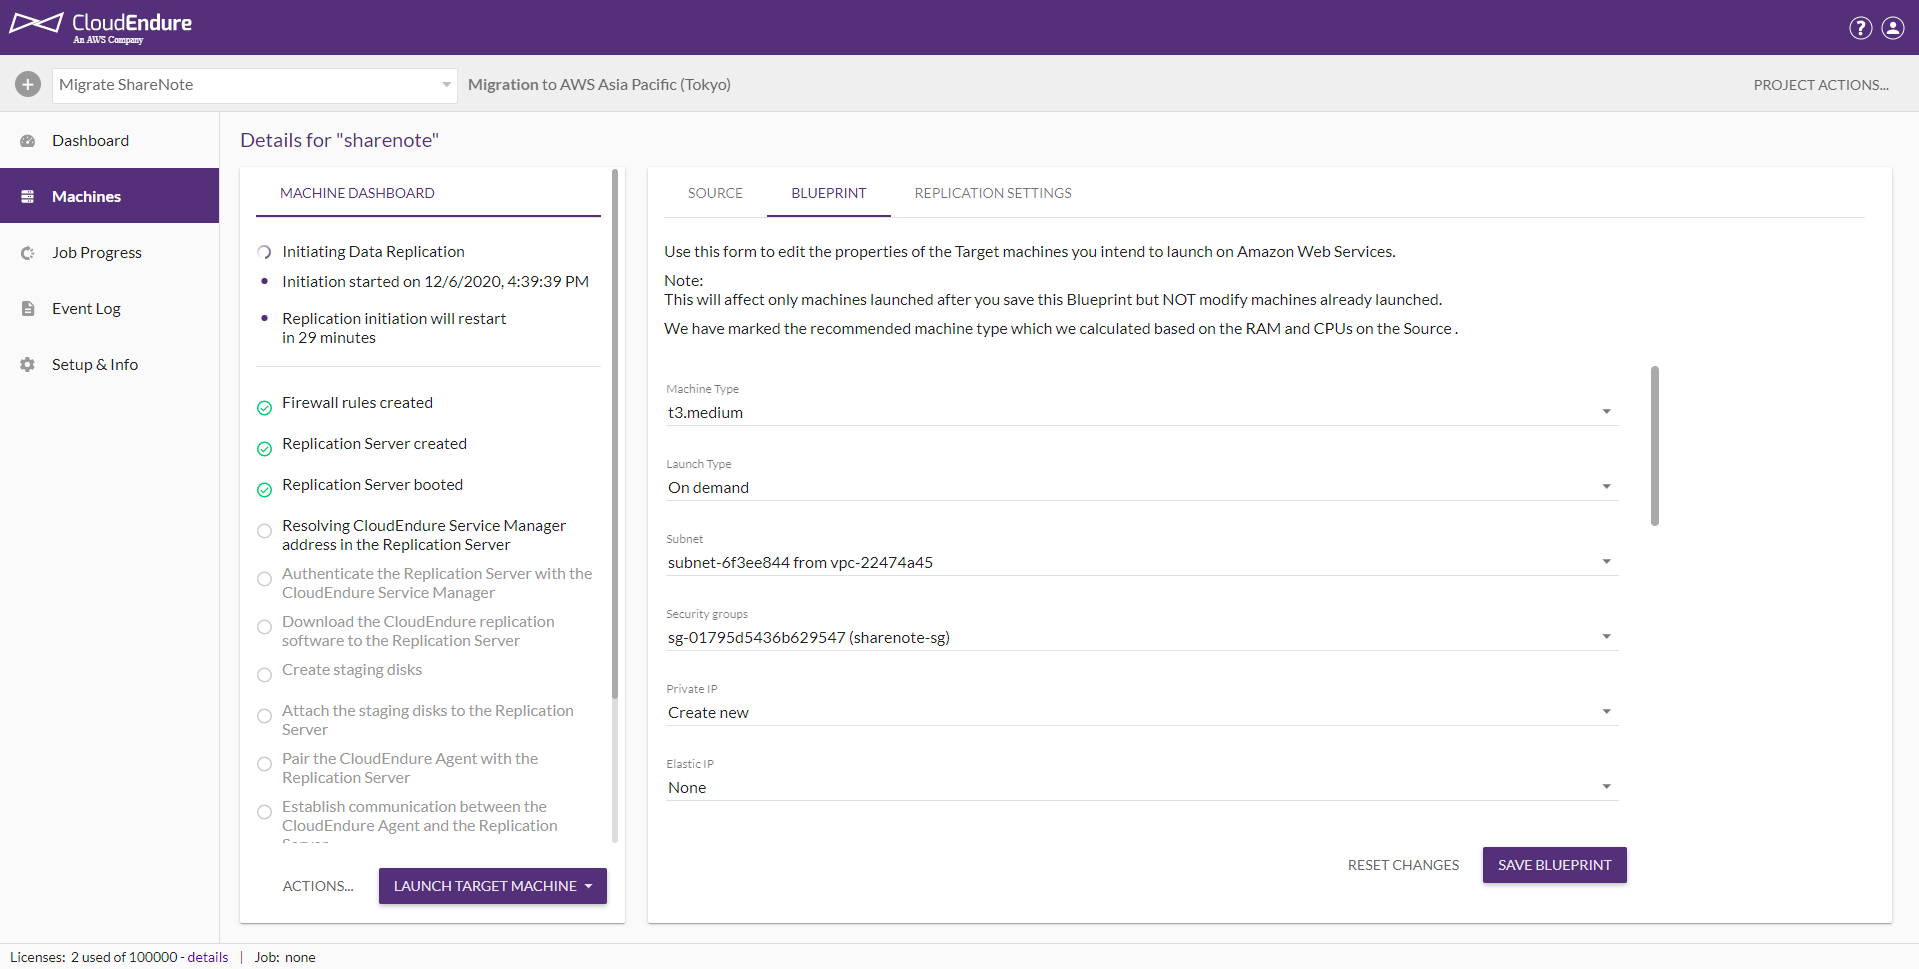 CloudEndure
An AWS Company
?
Migrate ShareNote
Migration to AWS Asia Pacific (Tokyo)
PROJECT ACTIONS...
Dashboard
Machines
Job Progress
Event Log
Setup & Info
Details for "sharenote"
MACHINE DASHBOARD
Initiating Data Replication
Initiation started on 12/6/2020, 4:39:39 PM
Replication initiation will restart
in 29 minutes
Firewall rules created
Replication Server created
Replication Server booted
Resolving CloudEndure Service Manager
address in the Replication Server
Authenticate the Replication Server with the
CloudEndure Service Manager
Download the CloudEndure replication
software to the Replication Server
Create staging disks
Attach the staging disks to the Replication
Server
Pair the CloudEndure Agent with the
Replication Server
Establish communication between the
CloudEndure Agent and the Replication
ACTIONS...
LAUNCH TARGET MACHINE
SOURCE
BLUEPRINT
REPLICATION SETTINGS
Use this form to edit the properties of the Target machines you intend to launch on Amazon Web Services.
Note:
This will affect only machines launched after you save this Blueprint but NOT modify machines already launched.
We have marked the recommended machine type which we calculated based on the RAM and CPUs on the Source .
Machine Type
t3.medium
Launch Type
On demand
Subnet
subnet-6f3ee844 from vpc-22474a45
Security groups
sg-01795d5436b629547 (sharenote-sg)
Private IP
Create new
Elastic IP
None
RESET CHANGES
SAVE BLUEPRINT
Licenses: 2 used of 100000 - details | Job: none